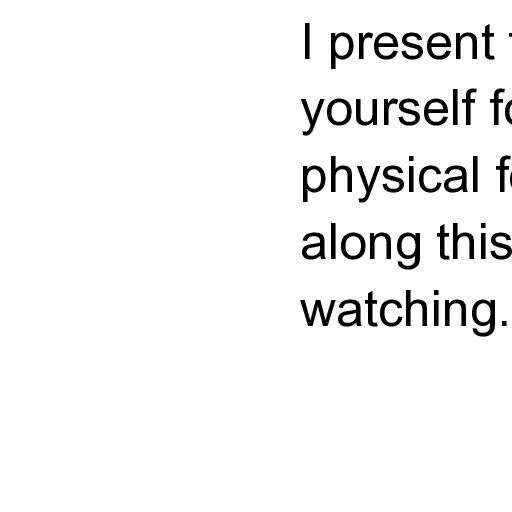 I present
yourself
physical
along this
watching.